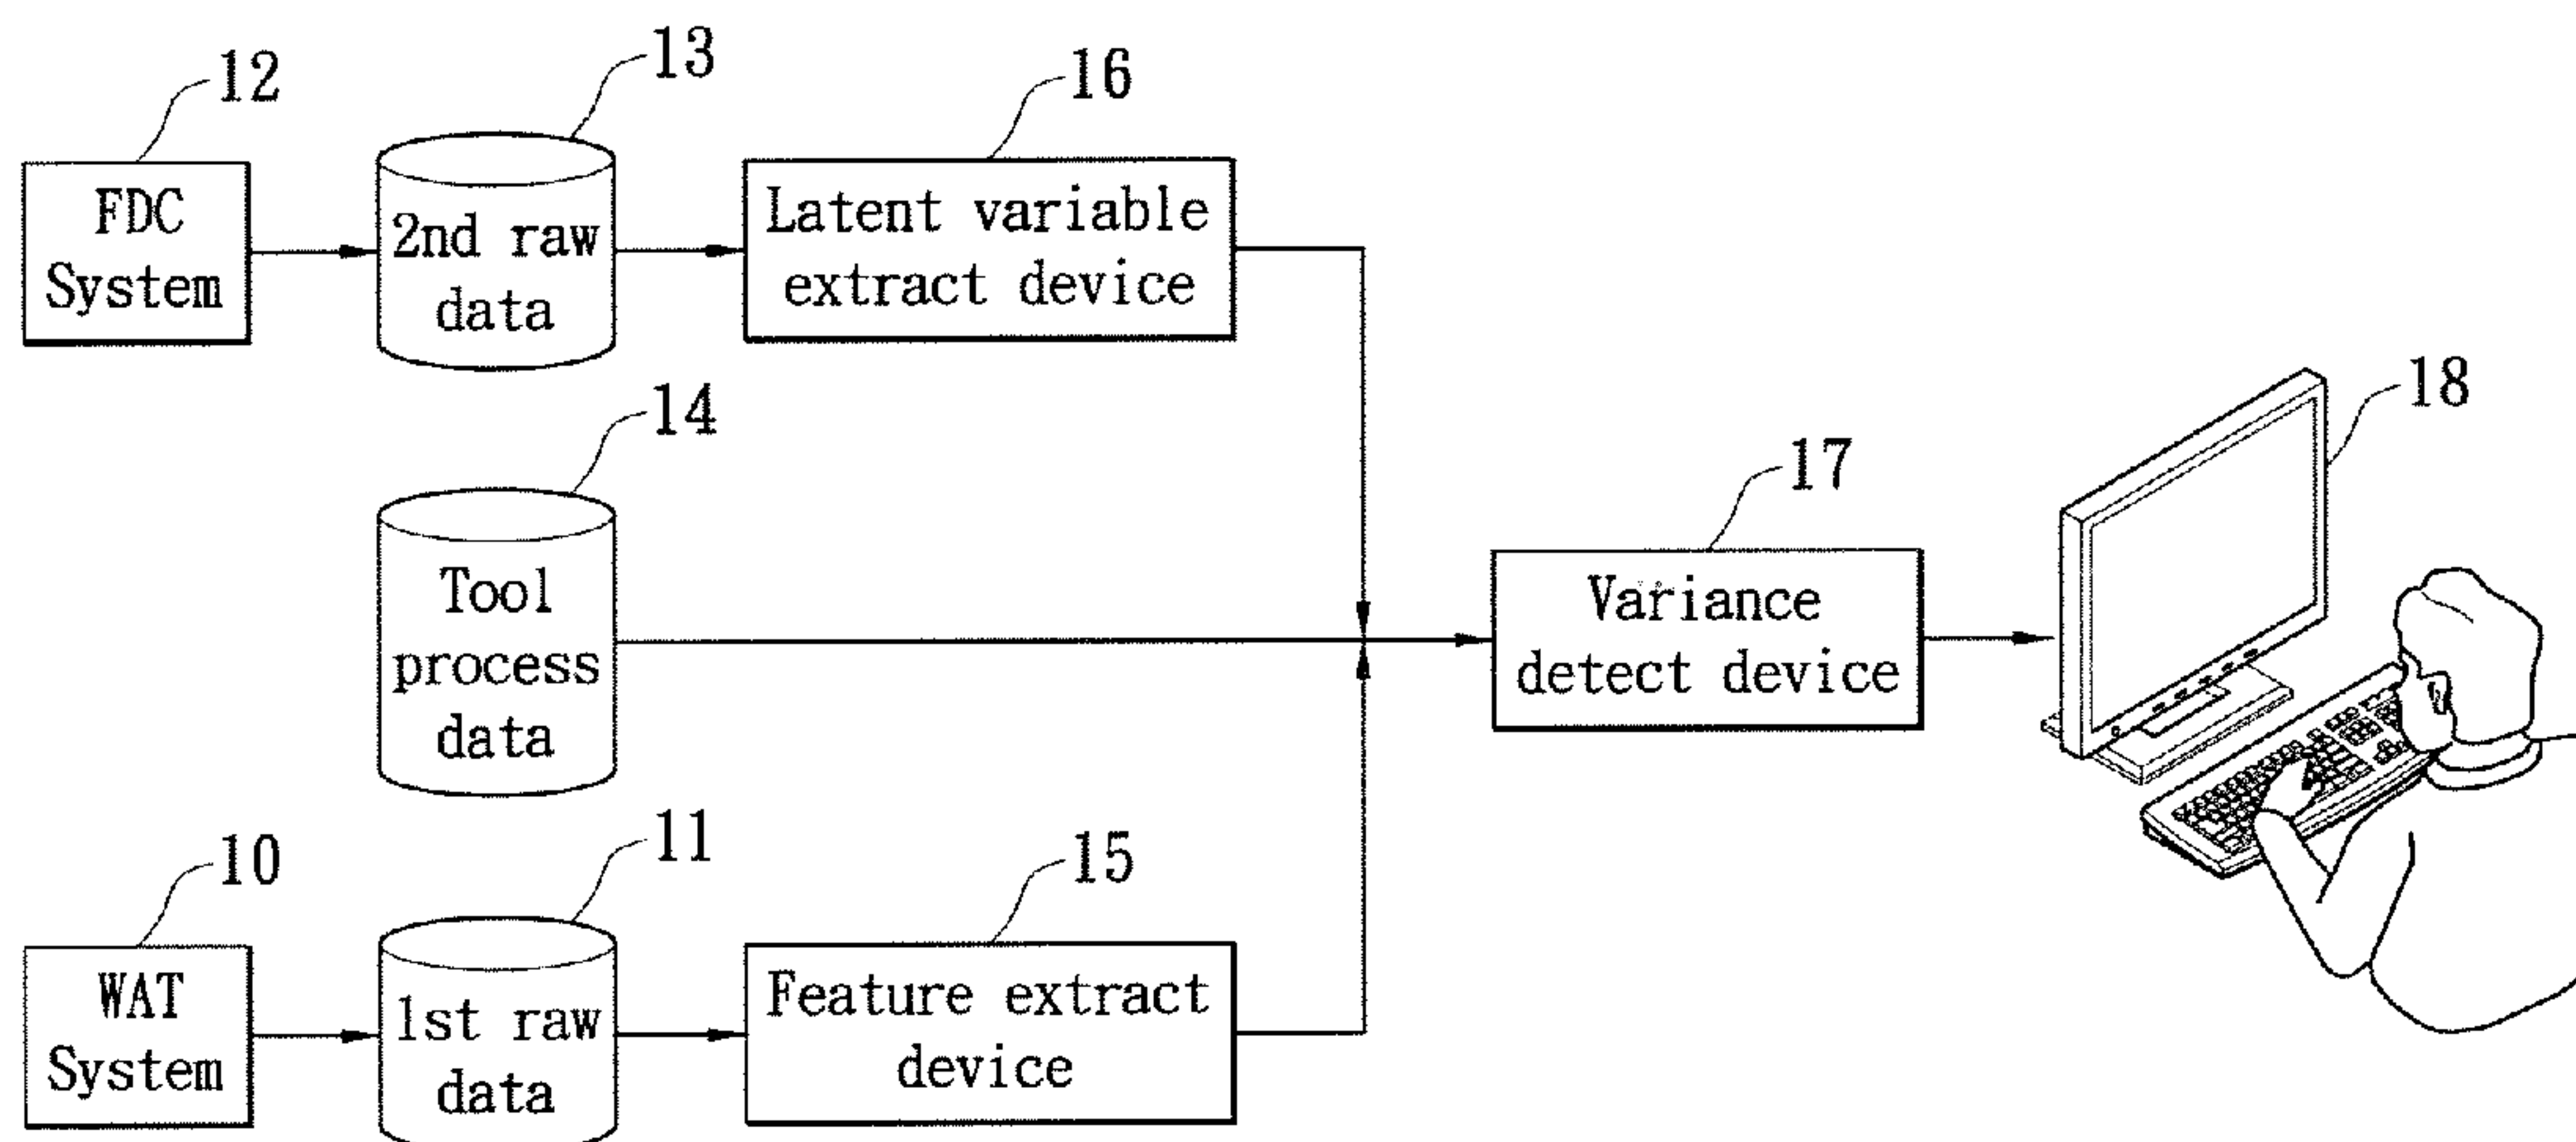 12
13
16
FDC
System
2nd raw
data
Latent variable
extract device
14
18
Tool
process
data
17
Variance
detect device
10
11
15
WAT
System
1st raw
data
Feature extract
device